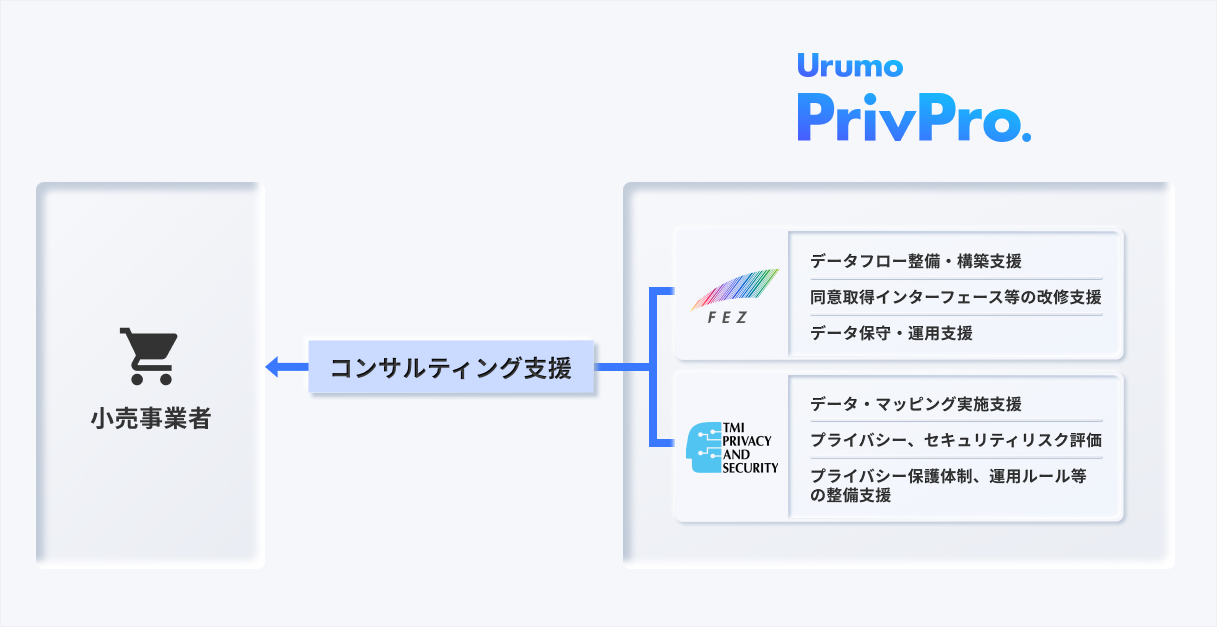 Urumo
PrivPro.
小売事業者
コンサルティング支援
FEZ
データフロー整備・構築支援
同意取得インターフェース等の改修支援
データ保守・運用支援
TMI
PRIVACY
AND
SECURITY
データ・マッピング実施支援
プライバシー、セキュリティリスク評価
プライバシー保護体制、運用ルール等
の整備支援